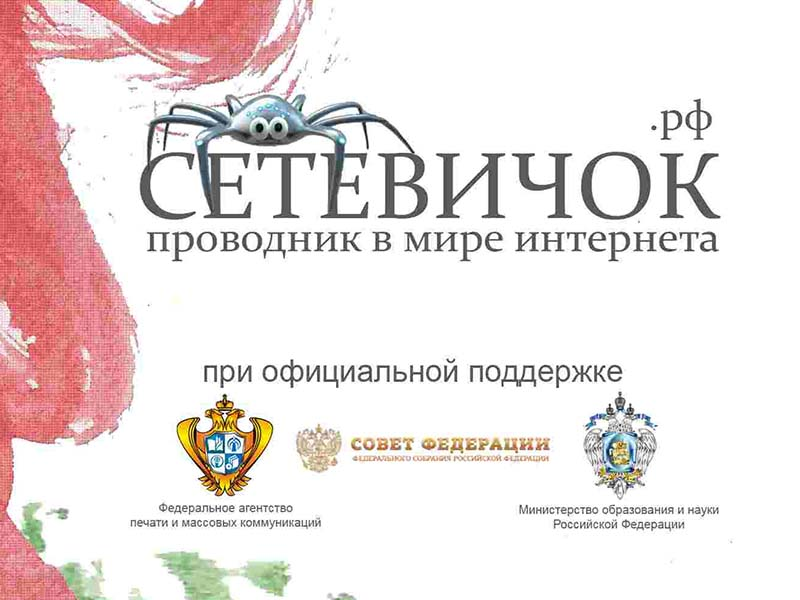 .рф
СЕТЕВИЧОК
проводник в мире интернета
при официальной поддержке
СОВЕТ ФЕДЕРАЦИИ
ФЕДЕРАЛЬНОГО СОБРАНИЯ РОССИЙСКОЙ ФЕДЕРАЦИИ
Федеральное агентство
печати и массовых коммуникаций
Министерство образования и науки
Российской Федерации